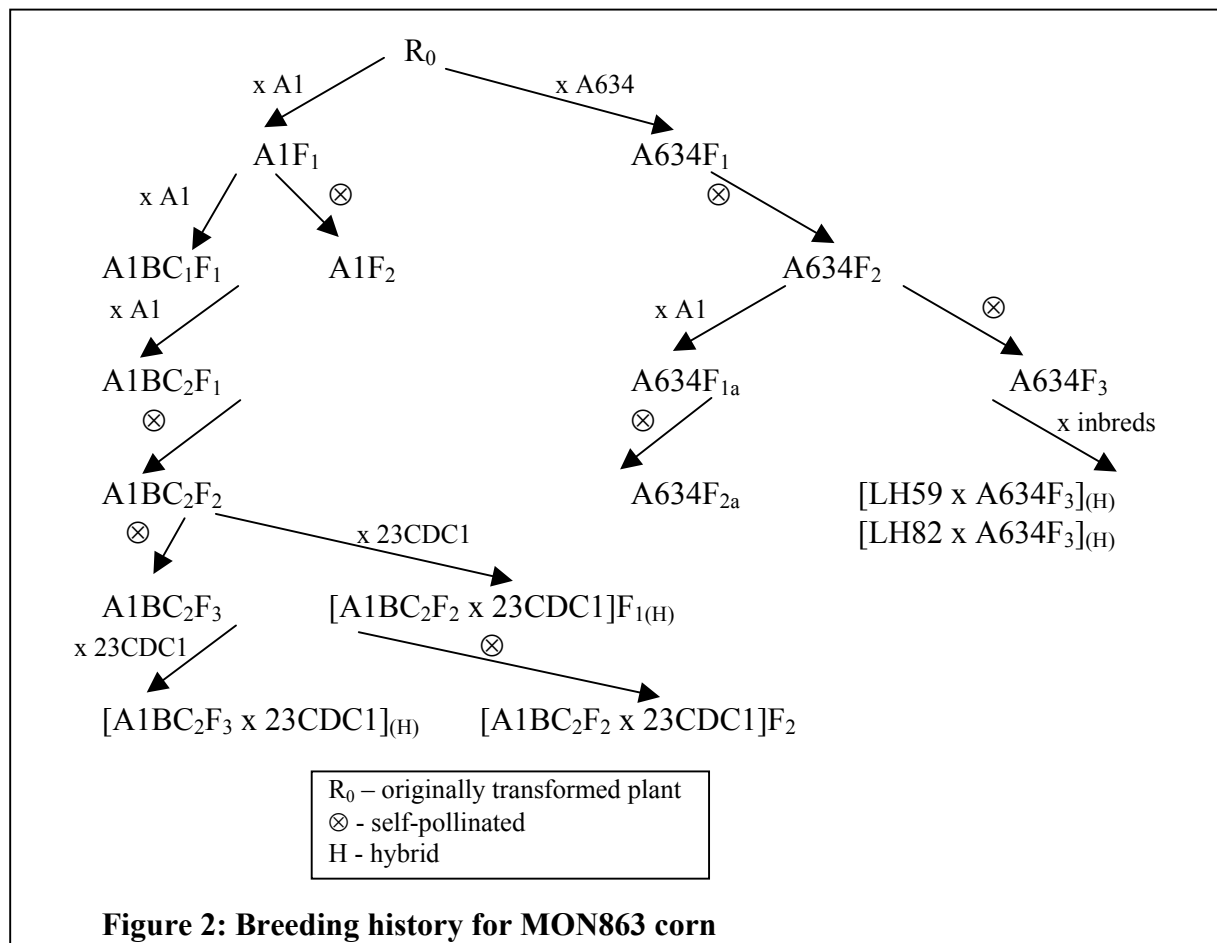 R₀
x A1
x A634
A1F₁
A634F₁
x A1
⊗
⊗
A1BC₁F₁
A1F₂
A634F₂
x A1
x A1
⊗
A1BC₂F₁
A634F₁ₐ
A634F₃
⊗
⊗
x inbreds
A1BC₂F₂
A634F₂ₐ
[LH59 x A634F₃]₍H₎
[LH82 x A634F₃]₍H₎
⊗
x 23CDC1
A1BC₂F₃
[A1BC₂F₂ x 23CDC1]F₁₍H₎
x 23CDC1
⊗
[A1BC₂F₃ x 23CDC1]₍H₎
[A1BC₂F₂ x 23CDC1]F₂
R₀ – originally transformed plant
⊗ - self-pollinated
H - hybrid
Figure 2: Breeding history for MON863 corn